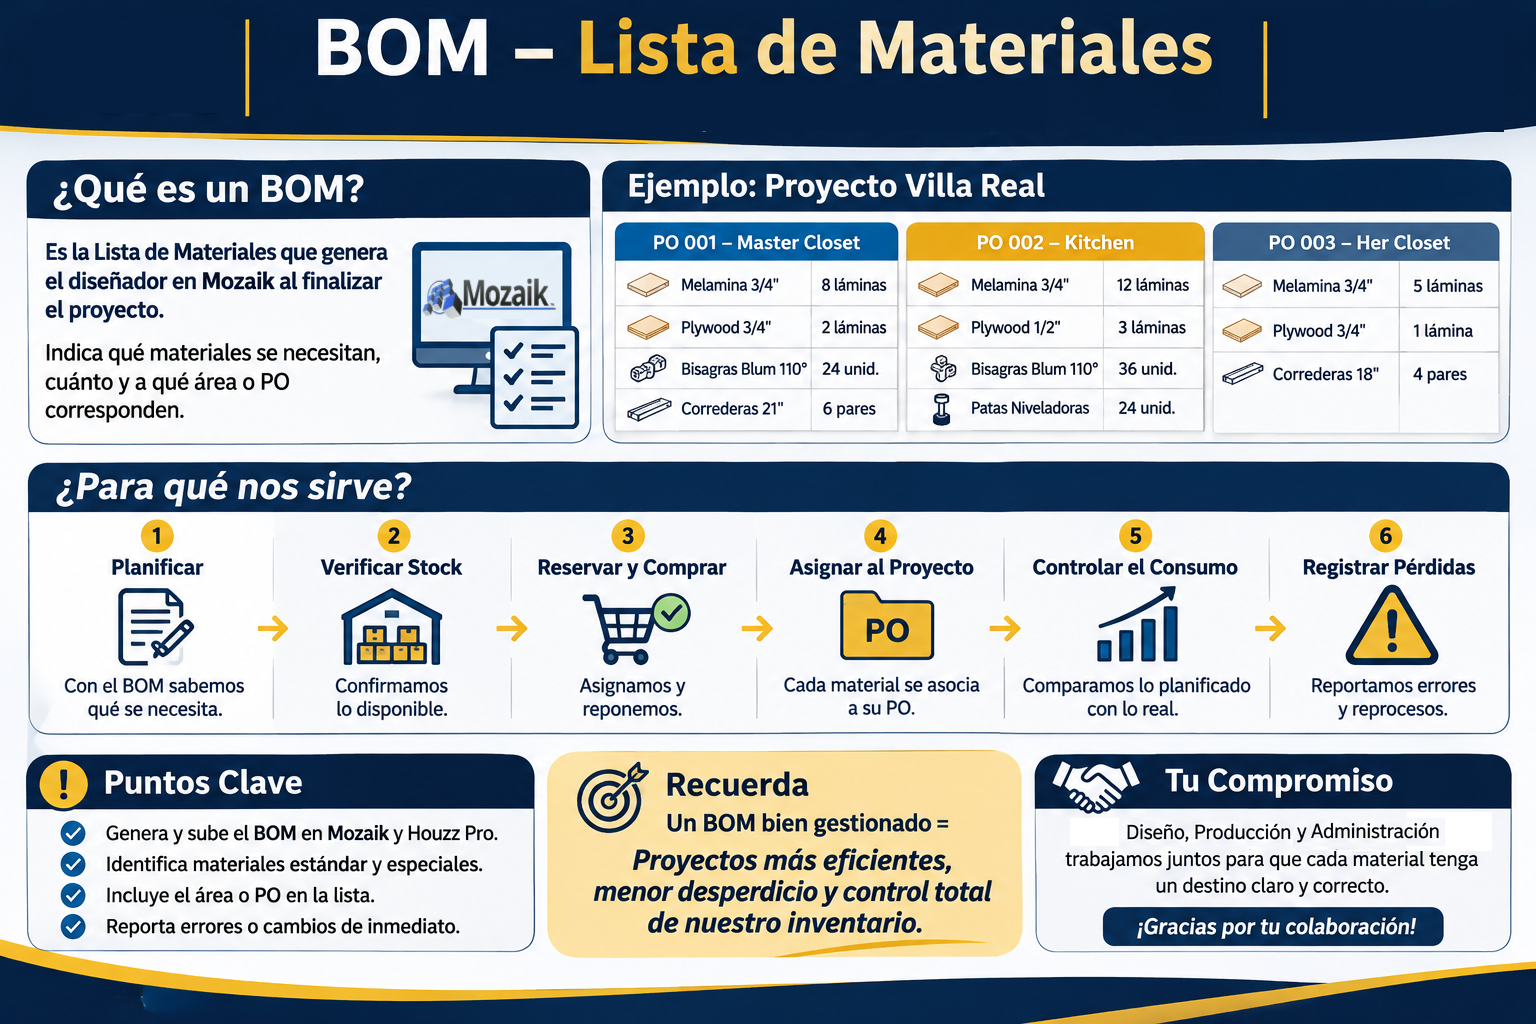 BOM – Lista de Materiales
¿Qué es un BOM?
Es la Lista de Materiales que genera
el diseñador en Mozaik al finalizar
el proyecto.
Indica qué materiales se necesitan,
cuánto y a qué área o PO
corresponden.
Mozaik
Ejemplo: Proyecto Villa Real
PO 001 – Master Closet
Melamina 3/4" 8 láminas
Plywood 3/4" 2 láminas
Bisagras Blum 110° 24 unid.
Correderas 21" 6 pares
PO 002 – Kitchen
Melamina 3/4" 12 láminas
Plywood 1/2" 3 láminas
Bisagras Blum 110° 36 unid.
Patas Niveladoras 24 unid.
PO 003 – Her Closet
Melamina 3/4" 5 láminas
Plywood 3/4" 1 lámina
Correderas 18" 4 pares
¿Para qué nos sirve?
1
Planificar
Con el BOM sabemos
qué se necesita.
2
Verificar Stock
Confirmamos
lo disponible.
3
Reservar y Comprar
Asignamos y
reponemos.
4
Asignar al Proyecto
PO
Cada material se asocia
a su PO.
5
Controlar el Consumo
Comparamos lo planificado
con lo real.
6
Registrar Pérdidas
Reportamos errores
y reprocesos.
Puntos Clave
Genera y sube el BOM en Mozaik y Houzz Pro.
Identifica materiales estándar y especiales.
Incluye el área o PO en la lista.
Reporta errores o cambios de inmediato.
Recuerda
Un BOM bien gestionado =
Proyectos más eficientes,
menor desperdicio y control total
de nuestro inventario.
Tu Compromiso
Diseño, Producción y Administración
trabajamos juntos para que cada material tenga
un destino claro y correcto.
¡Gracias por tu colaboración!